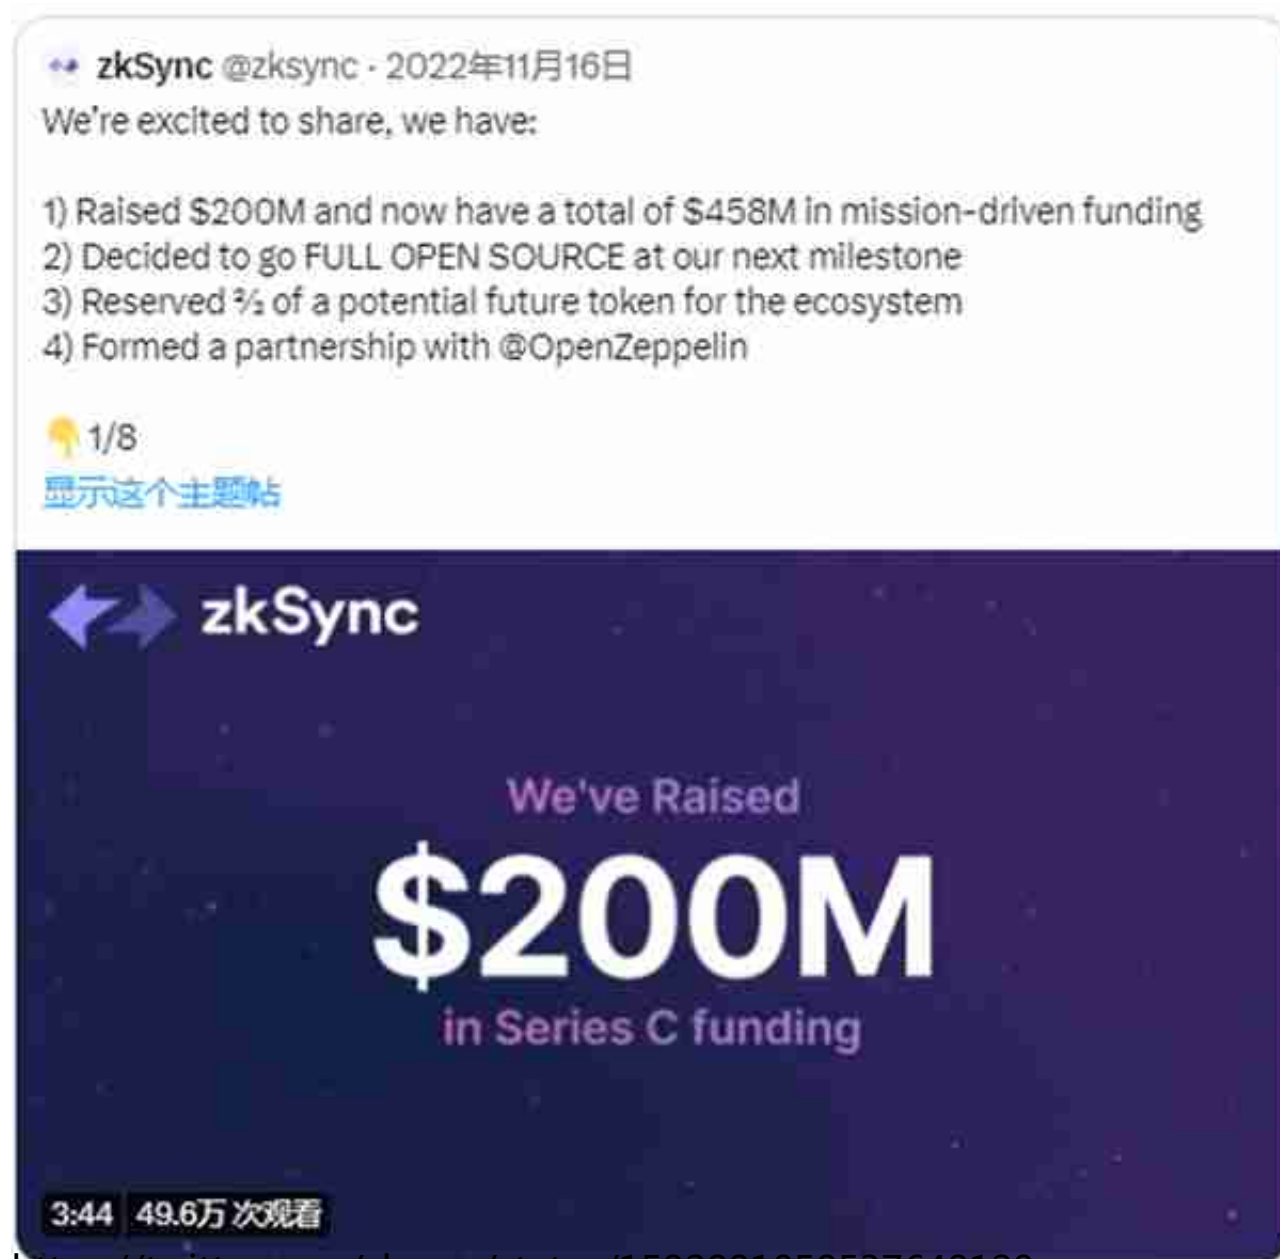 zkSync @zksync · 2022年11月16日
We're excited to share, we have:
1) Raised $200M and now have a total of $458M in mission-driven funding
2) Decided to go FULL OPEN SOURCE at our next milestone
3) Reserved ⅔ of a potential future token for the ecosystem
4) Formed a partnership with @OpenZeppelin
👇 1/8
显示这个主题帖
zkSync
We've Raised
$200M
in Series C funding
3:44 49.6万 次观看